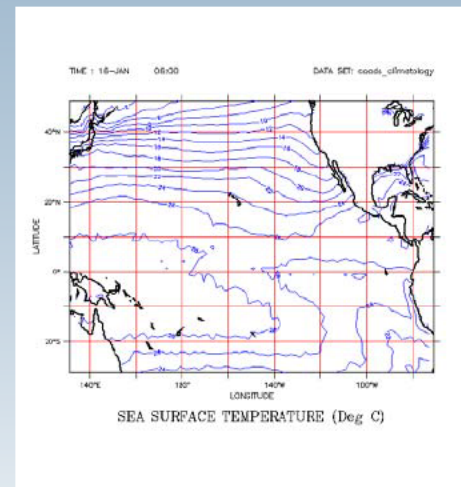 TIME : 16-JAN 06:00 DATA SET: coads_climatology
40°N
20°N
0°
20°S
LATITUDE
140°E 180° 140°W 100°W
LONGITUDE
SEA SURFACE TEMPERATURE (Deg C)